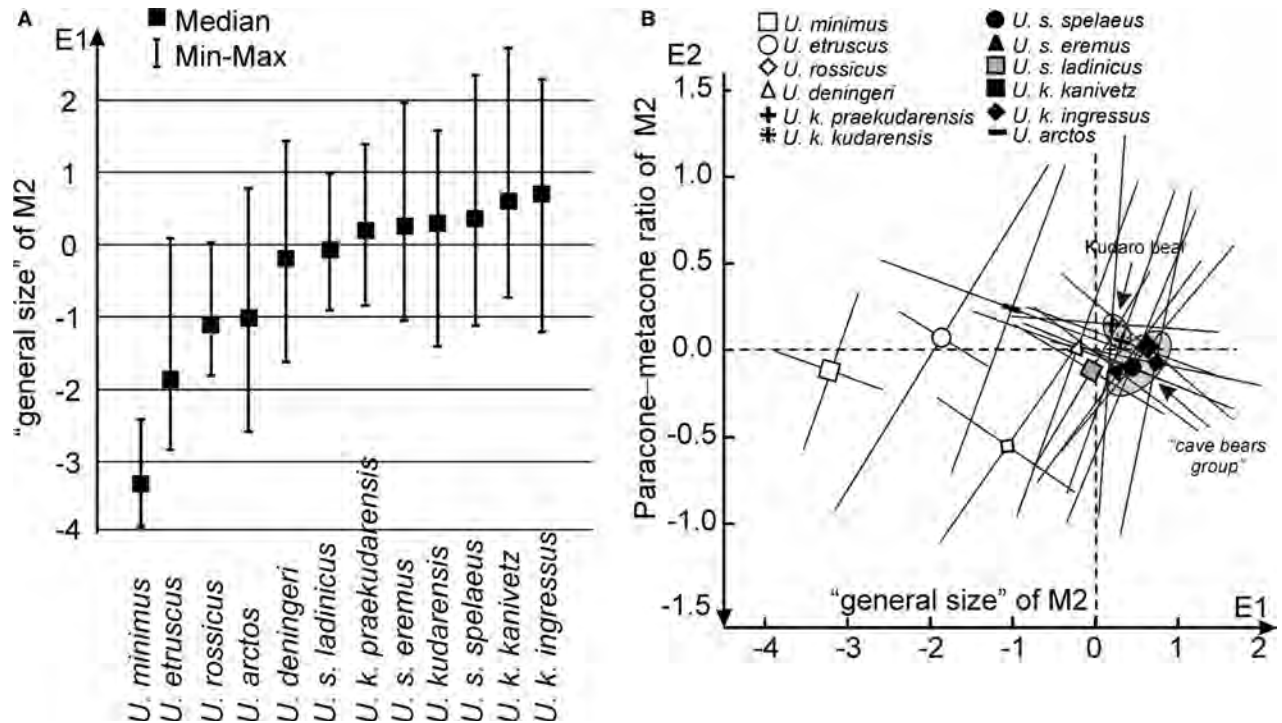 A
E1
■ Median
Min-Max
"general size" of M2
2
1
0
-1
-2
-3
-4
U. minimus
U. etruscus
U. rossicus
U. arctos
U. deningeri
U. s. ladinicus
U. k. praekudarensis
U. s. eremus
U. kudarensis
U. s. spelaeus
U. k. kanivetz
U. k. ingressus
B
U. minimus
U. etruscus
U. rossicus
U. deningeri
U. k. praekudarensis
U. k. kudarensis
U. s. spelaeus
U. s. eremus
U. s. ladinicus
U. k. kanivetz
U. k. ingressus
U. arctos
E2
Paracone–metacone ratio of M2
1.5
1.0
0.5
0.0
-0.5
-1.0
-1.5
Kudaro bear
"cave bears
group"
"general size" of M2
E1
-4
-3
-2
-1
0
1
2